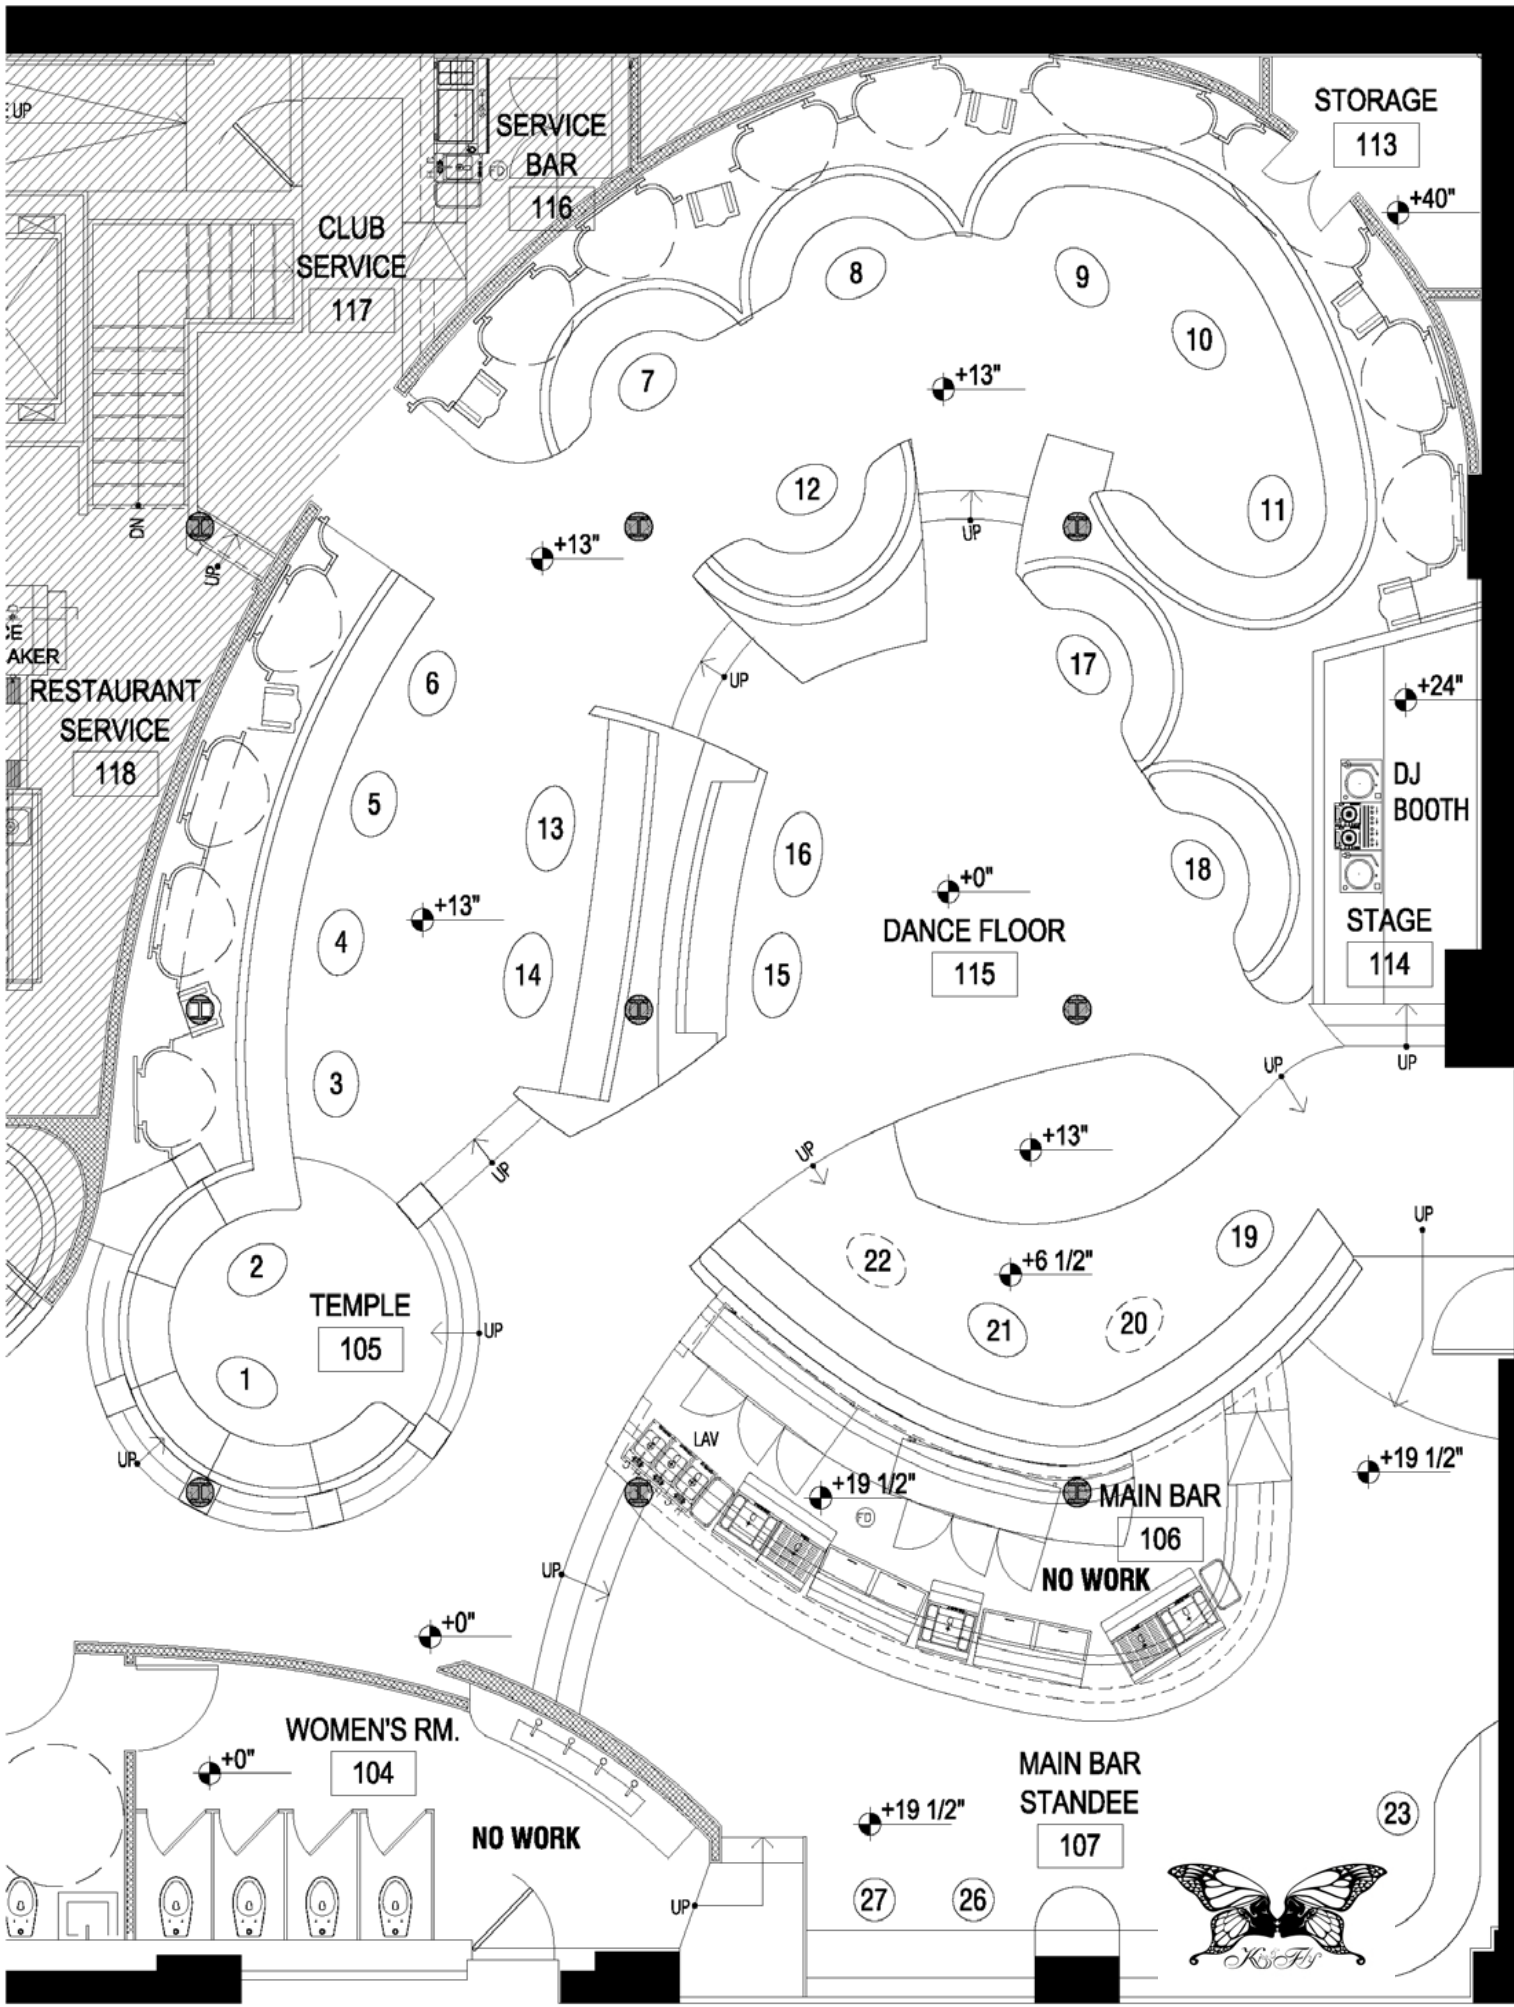 UP
SERVICE
BAR
116
FD
STORAGE
113
+40"
CLUB
SERVICE
117
8
9
10
7
+13"
12
11
DN
UP
UP
+13"
AKER
RESTAURANT
SERVICE
118
6
UP
17
+24"
5
13
16
DJ
BOOTH
18
4
+13"
14
15
+0"
DANCE FLOOR
115
STAGE
114
3
UP
UP
UP
UP
+13"
UP
2
22
+6 1/2"
19
TEMPLE
105
UP
21
20
1
LAV
UP
+19 1/2"
FD
+19 1/2"
MAIN BAR
106
NO WORK
UP
+0"
WOMEN'S RM.
104
+0"
NO WORK
MAIN BAR
STANDEE
107
+19 1/2"
23
UP
27
26
Kiss & Fly